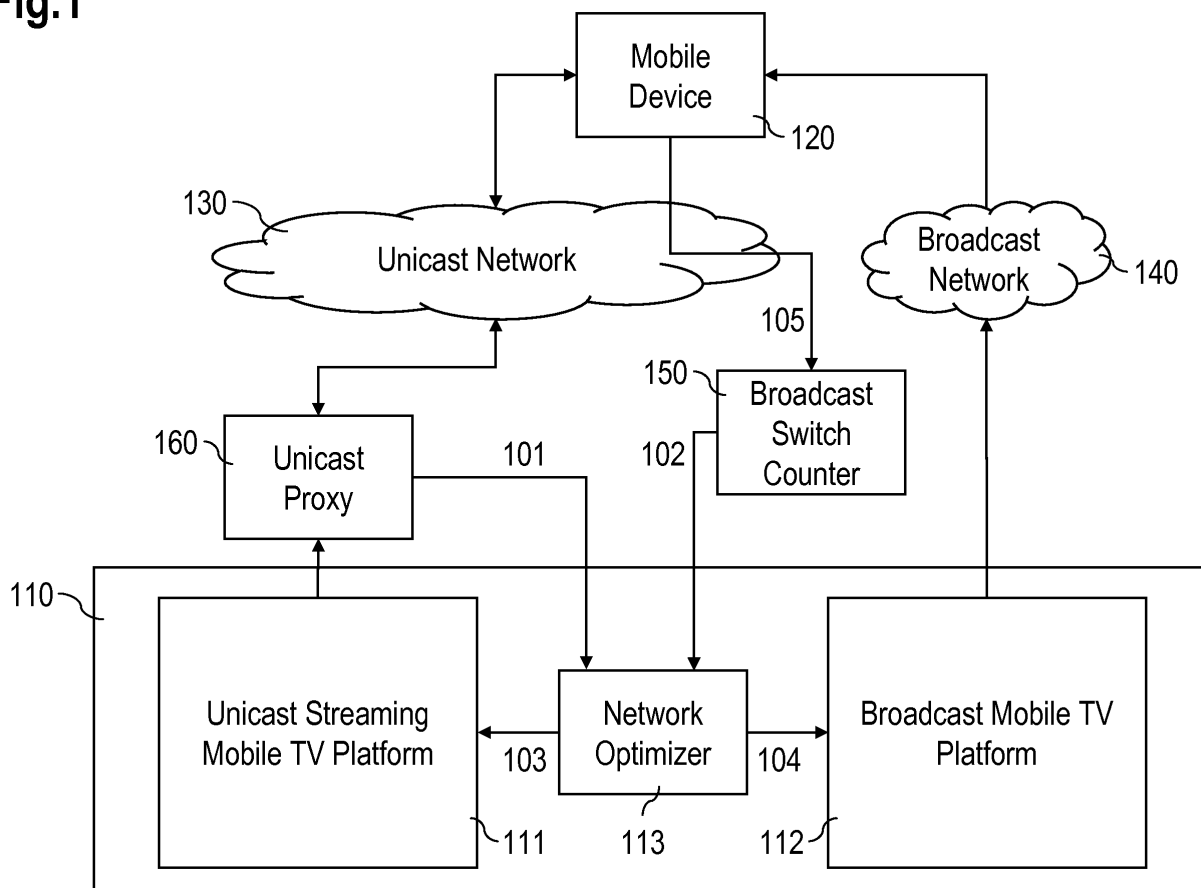 Fig.1
Mobile
Device
120
130
Unicast Network
Broadcast
Network
140
105
150
Broadcast
Switch
Counter
160
Unicast
Proxy
101
102
110
Unicast Streaming
Mobile TV Platform
111
103
Network
Optimizer
113
104
Broadcast Mobile TV
Platform
112